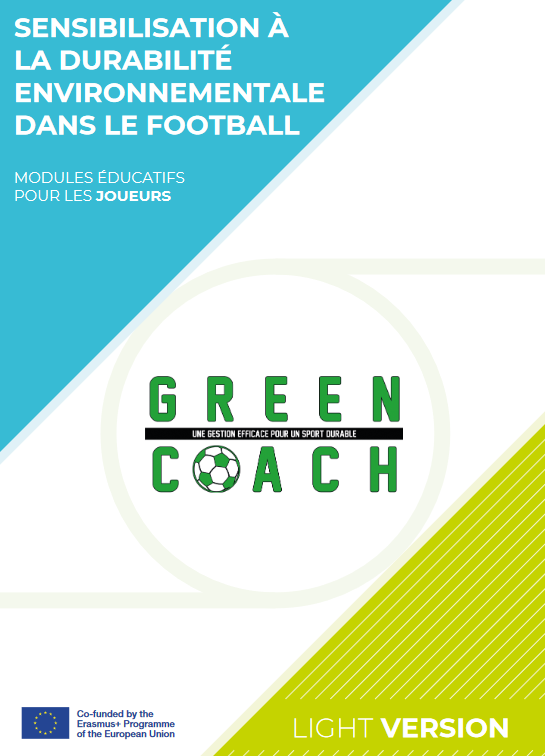 SENSIBILISATION À
LA DURABILITÉ
ENVIRONNEMENTALE
DANS LE FOOTBALL
MODULES ÉDUCATIFS
POUR LES JOUEURS
GREEN
UNE GESTION EFFICACE POUR UN SPORT DURABLE
COACH
Co-funded by the
Erasmus+ Programme
of the European Union
LIGHT VERSION